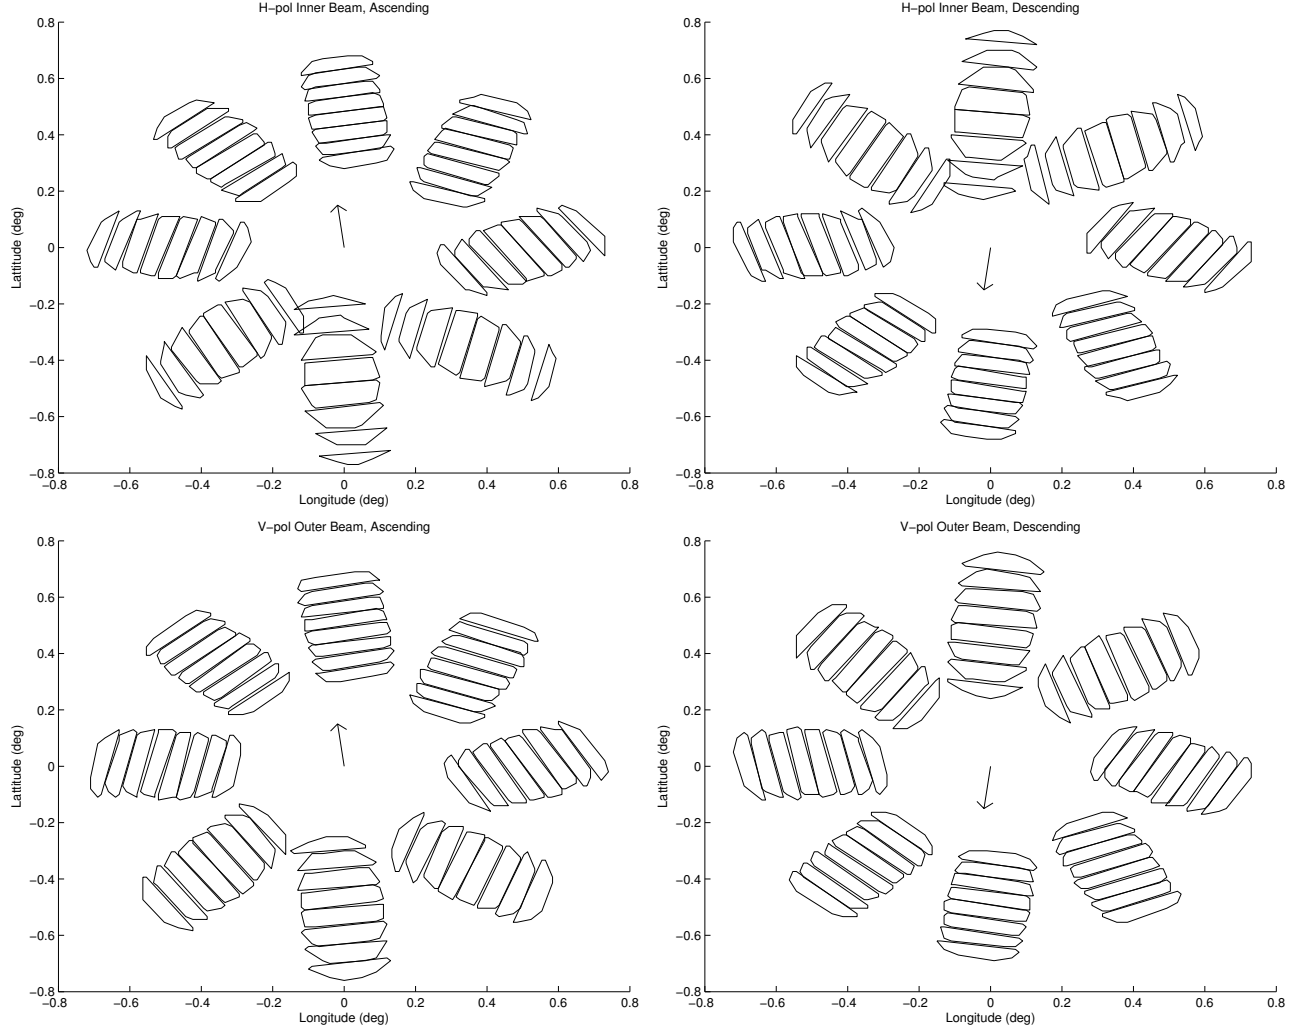 H−pol Inner Beam, Ascending
0.8
0.6
0.4
0.2
0
−0.2
−0.4
−0.6
−0.8
Lattitude (deg)
−0.8 −0.6 −0.4 −0.2 0 0.2 0.4 0.6 0.8
Longitude (deg)
H−pol Inner Beam, Descending
0.8
0.6
0.4
0.2
0
−0.2
−0.4
−0.6
−0.8
Lattitude (deg)
−0.8 −0.6 −0.4 −0.2 0 0.2 0.4 0.6 0.8
Longitude (deg)
V−pol Outer Beam, Ascending
0.8
0.6
0.4
0.2
0
−0.2
−0.4
−0.6
−0.8
Lattitude (deg)
−0.8 −0.6 −0.4 −0.2 0 0.2 0.4 0.6 0.8
Longitude (deg)
V−pol Outer Beam, Descending
0.8
0.6
0.4
0.2
0
−0.2
−0.4
−0.6
−0.8
Lattitude (deg)
−0.8 −0.6 −0.4 −0.2 0 0.2 0.4 0.6 0.8
Longitude (deg)